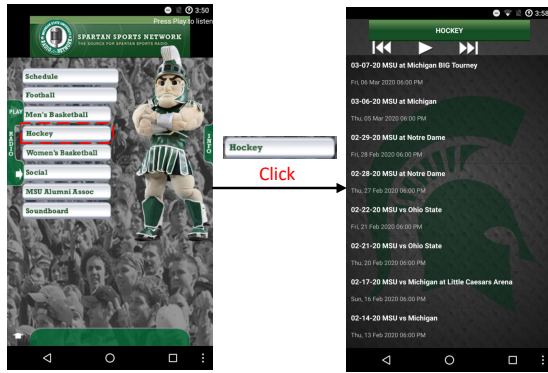 3:50
Press Play to listen
SPARTAN SPORTS NETWORK
THE SOURCE FOR SPARTAN SPORTS RADIO
Schedule
Football
PLAY
Men's Basketball
RADIO
Hockey
INFO
Women's Basketball
Social
MSU Alumni Assoc
Soundboard
Hockey
Click
3:58
HOCKEY
03-07-20 MSU at Michigan BIG Tourney
Fri, 06 Mar 2020 06:00 PM
03-06-20 MSU at Michigan
Thu, 05 Mar 2020 06:00 PM
02-29-20 MSU at Notre Dame
Fri, 28 Feb 2020 06:00 PM
02-28-20 MSU at Notre Dame
Thu, 27 Feb 2020 06:00 PM
02-22-20 MSU vs Ohio State
Fri, 21 Feb 2020 06:00 PM
02-21-20 MSU vs Ohio State
Thu, 20 Feb 2020 06:00 PM
02-17-20 MSU vs Michigan at Little Caesars Arena
Sun, 16 Feb 2020 06:00 PM
02-14-20 MSU vs Michigan
Thu, 13 Feb 2020 06:00 PM